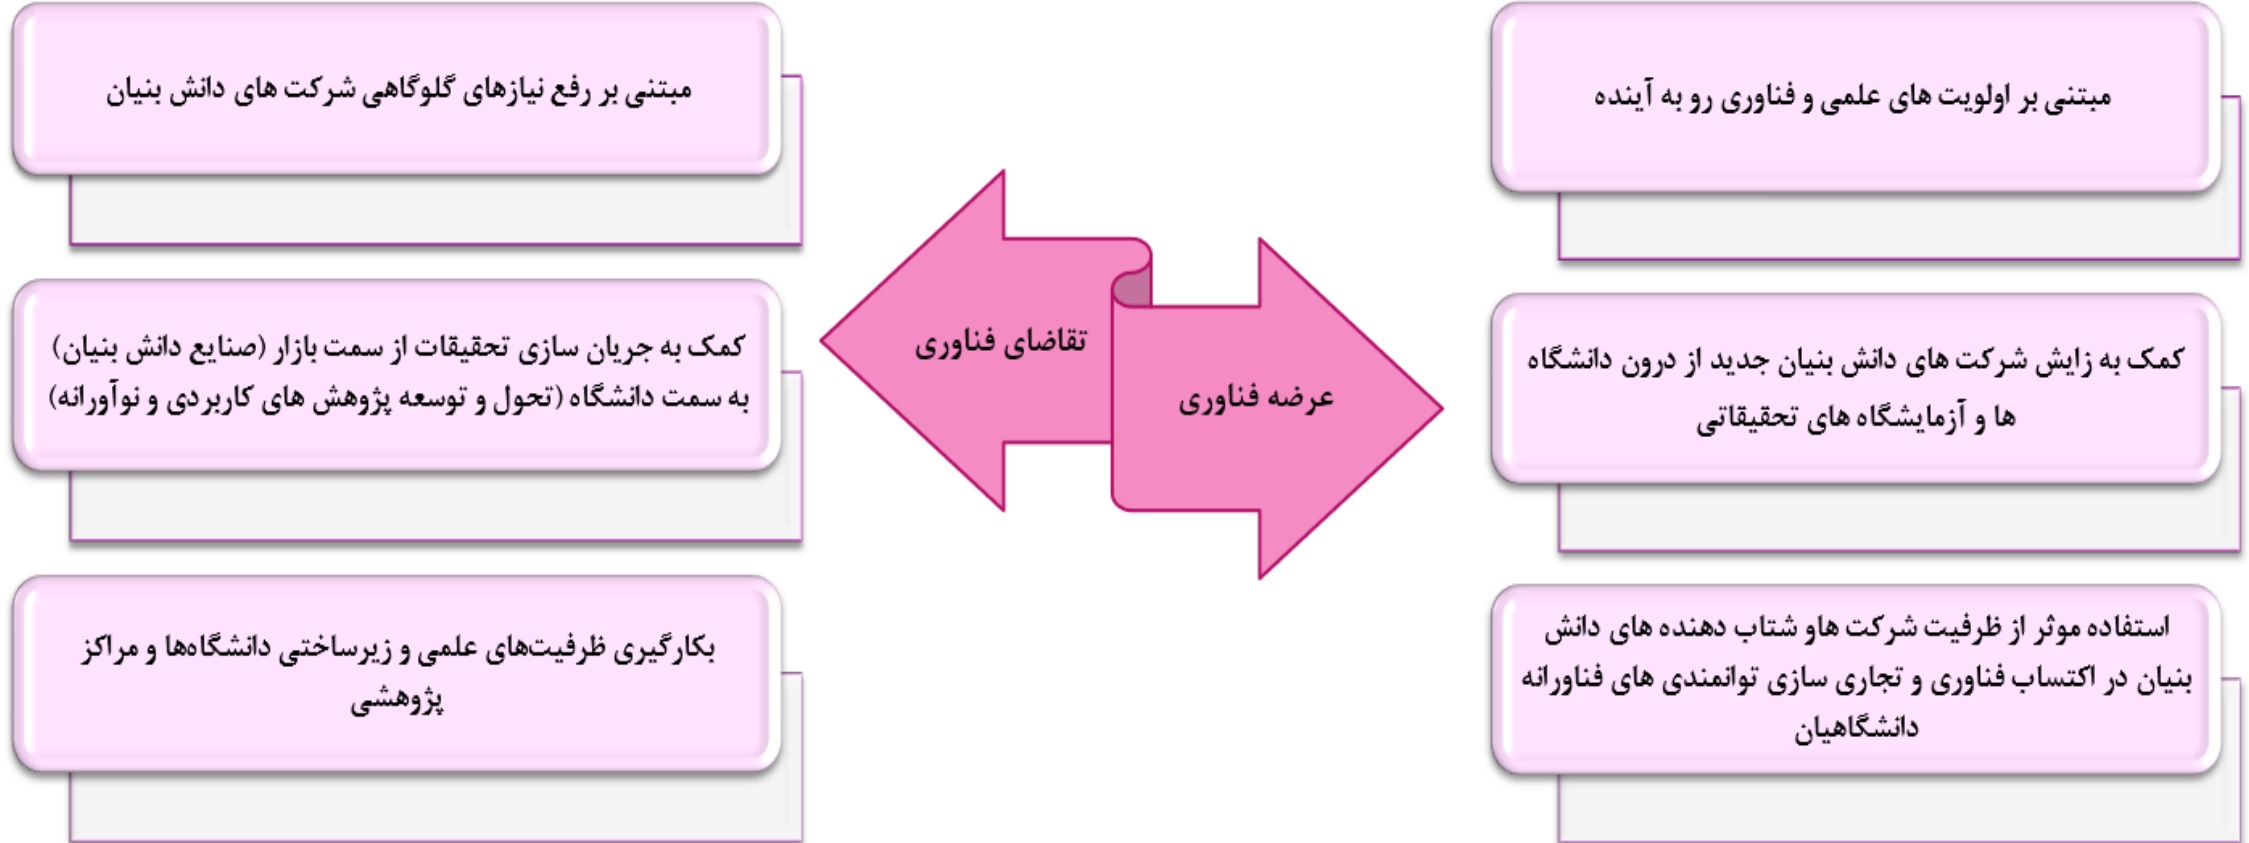 مبتنی بر اولویت های علمی و فناوری رو به آینده
کمک به زایش شرکت های دانش بنیان جدید از درون دانشگاه
ها و آزمایشگاه های تحقیقاتی
استفاده موثر از ظرفیت شرکت هاو شتاب دهنده های دانش
بنیان در اکتساب فناوری و تجاری سازی توانمندی های فناورانه
دانشگاهیان
عرضه فناوری
تقاضای فناوری
مبتنی بر رفع نیازهای گلوگاهی شرکت های دانش بنیان
کمک به جریان سازی تحقیقات از سمت بازار (صنایع دانش بنیان)
به سمت دانشگاه (تحول و توسعه پژوهش های کاربردی و نوآورانه)
بکارگیری ظرفیت‌های علمی و زیرساختی دانشگاه‌ها و مراکز
پژوهشی